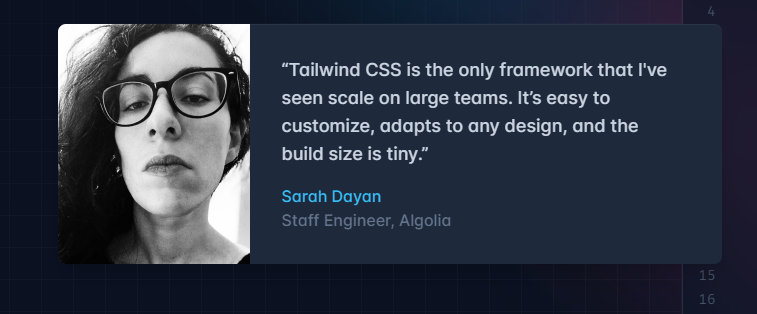 4
“Tailwind CSS is the only framework that I've
seen scale on large teams. It’s easy to
customize, adapts to any design, and the
build size is tiny.”
Sarah Dayan
Staff Engineer, Algolia
15
16